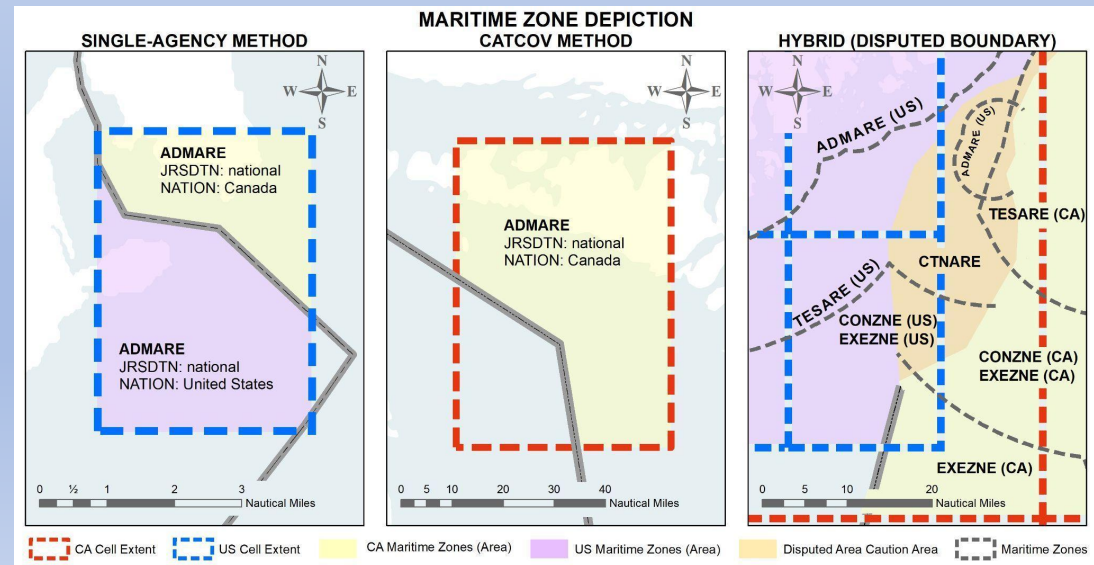 MARITIME ZONE DEPICTION
SINGLE-AGENCY METHOD
CATCOV METHOD
HYBRID (DISPUTED BOUNDARY)
N
W E
S
ADMARE
JRSDTN: national
NATION: Canada
ADMARE
JRSDTN: national
NATION: United States
0 ½ 1 2 3
Nautical Miles
N
W E
S
ADMARE
JRSDTN: national
NATION: Canada
0 5 10 20 30 40
Nautical Miles
N
W E
S
ADMARE (US)
ADMARE (US)
TESARE (CA)
CTNARE
TESARE (US)
CONZNE (US)
EXEZNE (US)
CONZNE (CA)
EXEZNE (CA)
EXEZNE (CA)
0 5 10 20
Nautical Miles
CA Cell Extent
US Cell Extent
CA Maritime Zones (Area)
US Maritime Zones (Area)
Disputed Area Caution Area
Maritime Zones